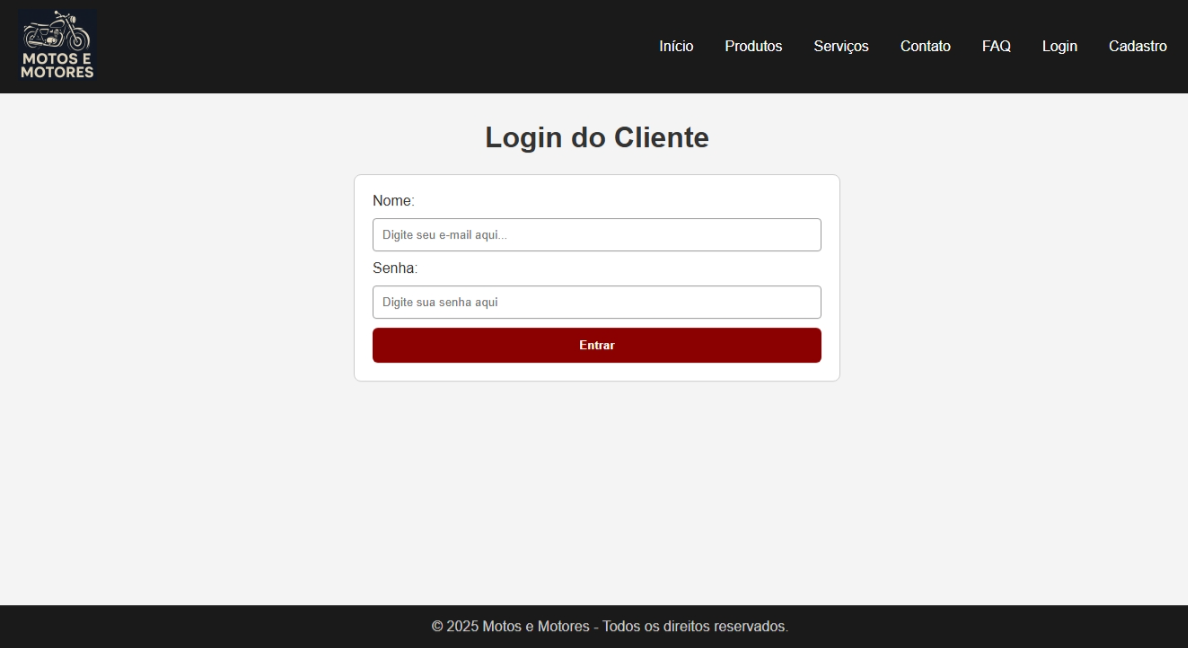 MOTOS E
MOTORES
Início Produtos Serviços Contato FAQ Login Cadastro
Login do Cliente
Nome:
Digite seu e-mail aqui...
Senha:
Digite sua senha aqui
Entrar
© 2025 Motos e Motores - Todos os direitos reservados.